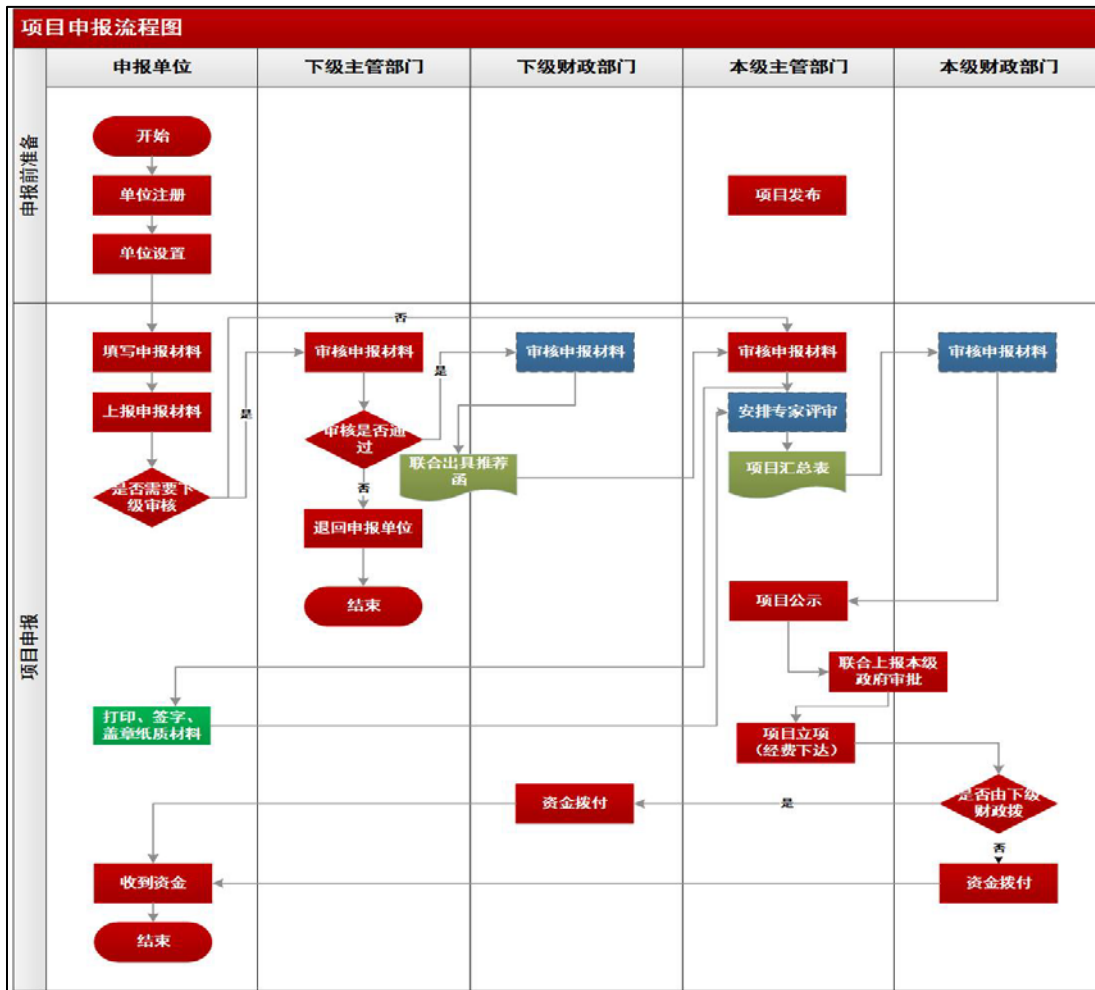 项目申报流程图
申报单位
下级主管部门
下级财政部门
本级主管部门
本级财政部门
申报前准备
开始
单位注册
项目发布
单位设置
项目申报
否
填写申报材料
审核申报材料
审核申报材料
审核申报材料
审核申报材料
是
上报申报材料
是
安排专家评审
审核是否通
过
联合出具推荐
函
项目汇总表
是否需要下
级审核
否
退回申报单位
结束
项目公示
联合上报本级
政府审批
打印、签字、
盖章纸质材料
项目立项
（经费下达）
资金拨付
是
是否由下级
财政拨
否
收到资金
资金拨付
结束